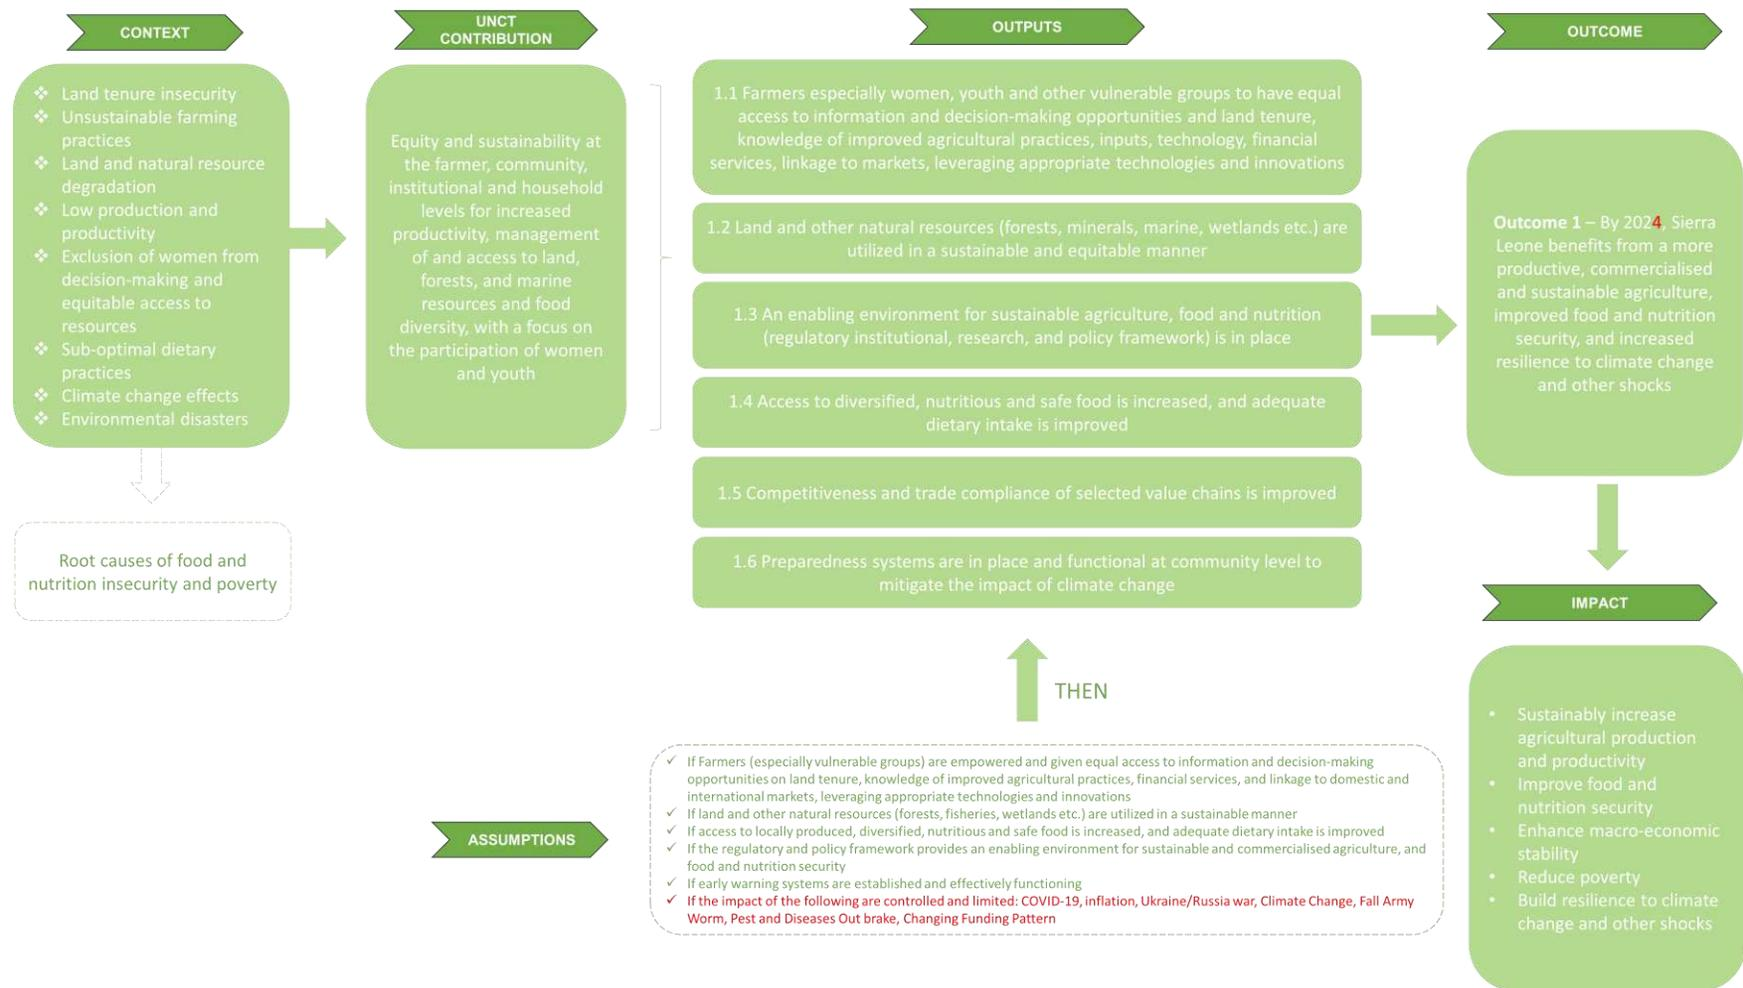 CONTEXT
❖ Land tenure insecurity
❖ Unsustainable farming
practices
❖ Land and natural resource
degradation
❖ Low production and
productivity
❖ Exclusion of women from
decision-making and
equitable access to
resources
❖ Sub-optimal dietary
practices
❖ Climate change effects
❖ Environmental disasters
Root causes of food and
nutrition insecurity and poverty
UNCT
CONTRIBUTION
Equity and sustainability at
the farmer, community,
institutional and household
levels for increased
productivity, management
of and access to land,
forests, and marine
resources and food
diversity, with a focus on
the participation of women
and youth
OUTPUTS
1.1 Farmers especially women, youth and other vulnerable groups to have equal
access to information and decision-making opportunities and land tenure,
knowledge of improved agricultural practices, inputs, technology, financial
services, linkage to markets, leveraging appropriate technologies and innovations
1.2 Land and other natural resources (forests, minerals, marine, wetlands etc.) are
utilized in a sustainable and equitable manner
1.3 An enabling environment for sustainable agriculture, food and nutrition
(regulatory institutional, research, and policy framework) is in place
1.4 Access to diversified, nutritious and safe food is increased, and adequate
dietary intake is improved
1.5 Competitiveness and trade compliance of selected value chains is improved
1.6 Preparedness systems are in place and functional at community level to
mitigate the impact of climate change
THEN
ASSUMPTIONS
✓ If Farmers (especially vulnerable groups) are empowered and given equal access to information and decision-making
opportunities on land tenure, knowledge of improved agricultural practices, financial services, and linkage to domestic and
international markets, leveraging appropriate technologies and innovations
✓ If land and other natural resources (forests, fisheries, wetlands etc.) are utilized in a sustainable manner
✓ If access to locally produced, diversified, nutritious and safe food is increased, and adequate dietary intake is improved
✓ If the regulatory and policy framework provides an enabling environment for sustainable and commercialised agriculture, and
food and nutrition security
✓ If early warning systems are established and effectively functioning
✓ If the impact of the following are controlled and limited: COVID-19, inflation, Ukraine/Russia war, Climate Change, Fall Army
Worm, Pest and Diseases Out brake, Changing Funding Pattern
OUTCOME
Outcome 1 – By 2024, Sierra
Leone benefits from a more
productive, commercialised
and sustainable agriculture,
improved food and nutrition
security, and increased
resilience to climate change
and other shocks
IMPACT
• Sustainably increase
agricultural production
and productivity
• Improve food and
nutrition security
• Enhance macro-economic
stability
• Reduce poverty
• Build resilience to climate
change and other shocks